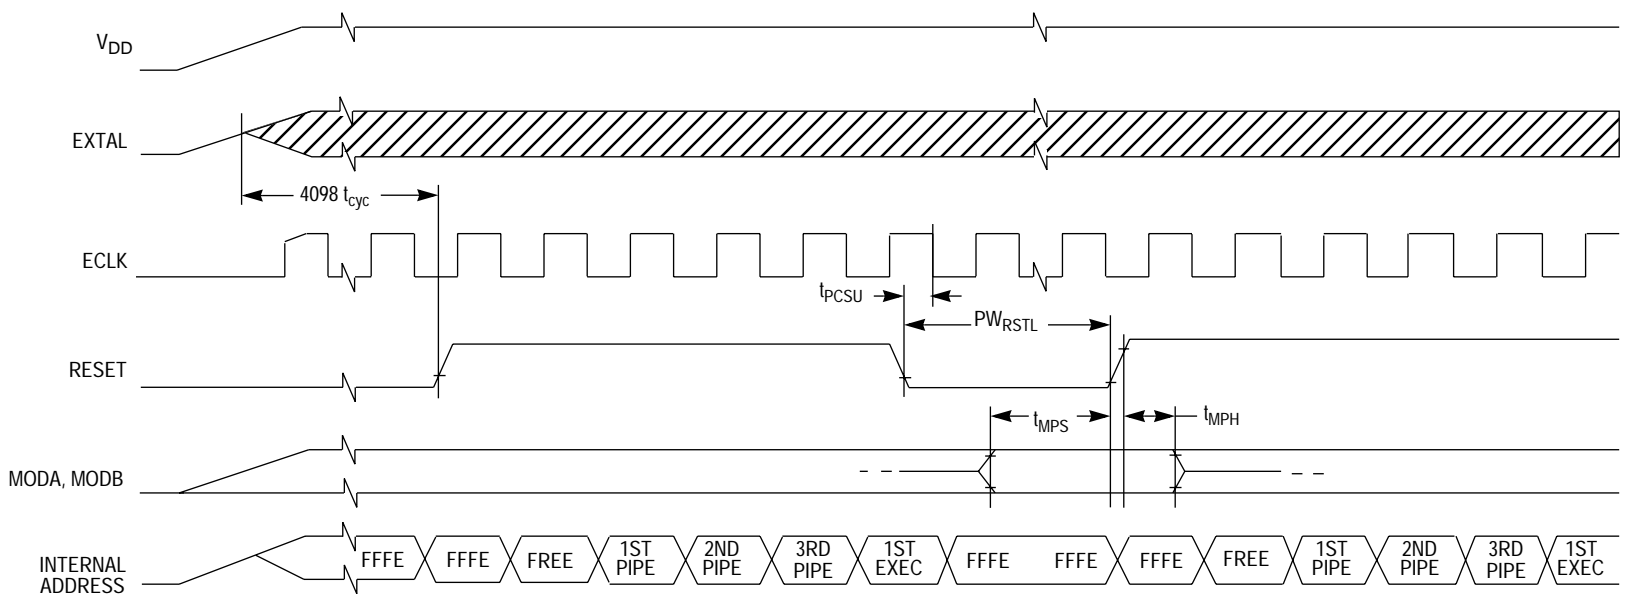 VDD
EXTAL
4098 tcyc
ECLK
tPCSU
PWRSTL
RESET
tMPS
tMPH
MODA, MODB
INTERNAL
ADDRESS
FFFE
FFFE
FREE
1ST
PIPE
2ND
PIPE
3RD
PIPE
1ST
EXEC
FFFE
FFFE
FFFE
FREE
1ST
PIPE
2ND
PIPE
3RD
PIPE
1ST
EXEC